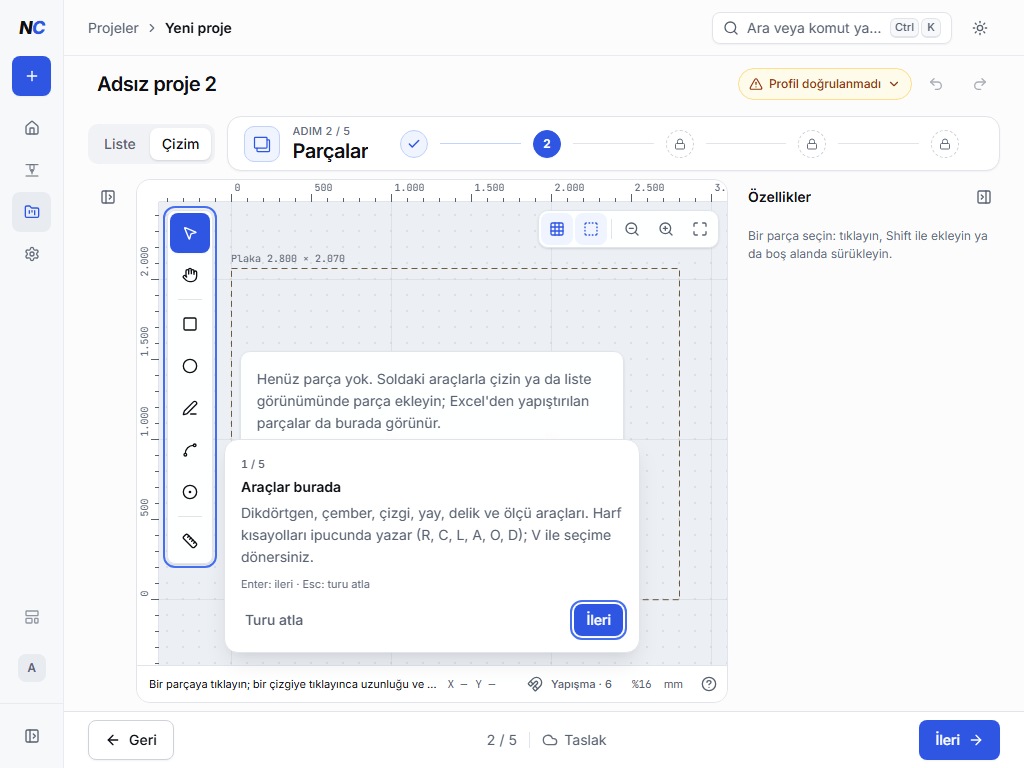 NC
Projeler > Yeni proje
Ara veya komut ya... Ctrl K
Adsız proje 2
Profil doğrulanmadı
Liste
Çizim
ADIM 2 / 5
Parçalar
2
0 500 1.000 1.500 2.000 2.500 3.
2.000
1.500
1.000
500
0
Plaka 2.800 × 2.070
Henüz parça yok. Soldaki araçlarla çizin ya da liste
görünümünde parça ekleyin; Excel'den yapıştırılan
parçalar da burada görünür.
1 / 5
Araçlar burada
Dikdörtgen, çember, çizgi, yay, delik ve ölçü araçları. Harf
kısayolları ipucunda yazar (R, C, L, A, O, D); V ile seçime
dönersiniz.
Enter: ileri · Esc: turu atla
Turu atla
İleri
Özellikler
Bir parça seçin: tıklayın, Shift ile ekleyin ya
da boş alanda sürükleyin.
A
Bir parçaya tıklayın; bir çizgiye tıklayınca uzunluğu ve ... X — Y — Yapışma · 6 %16 mm
Geri
2 / 5
Taslak
İleri